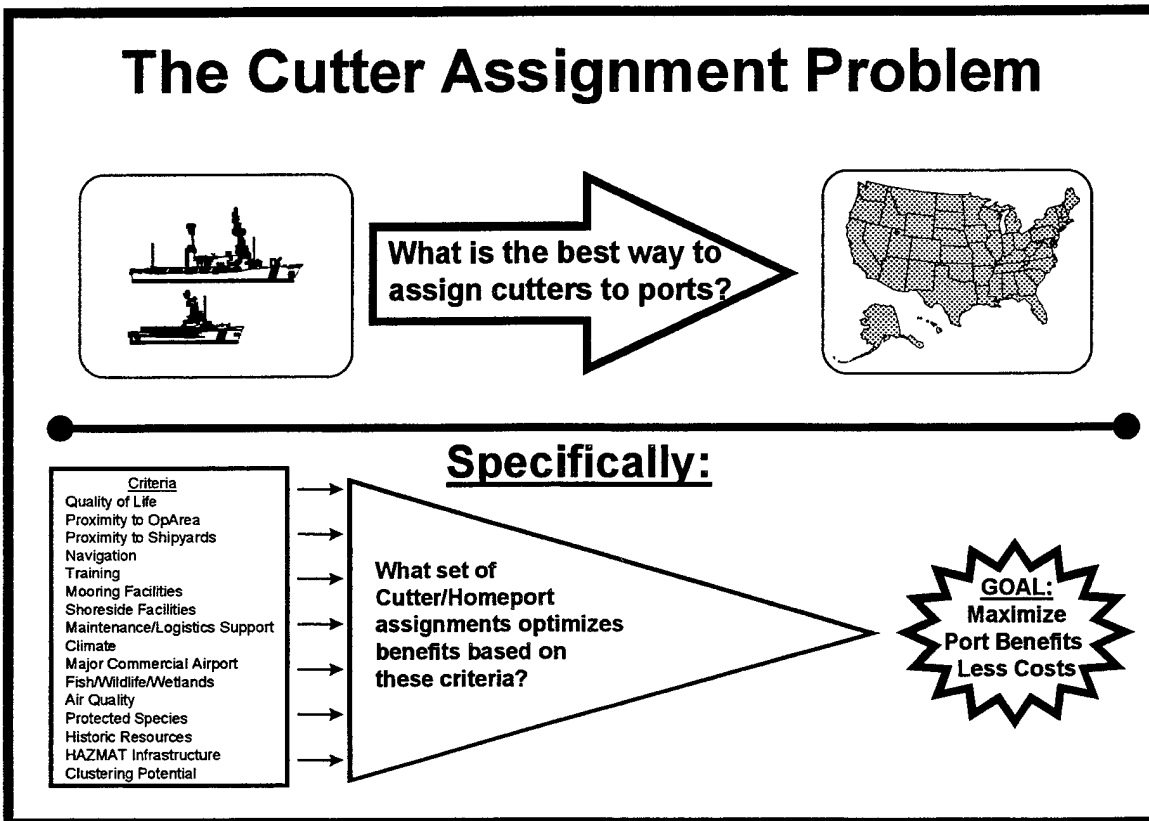 The Cutter Assignment Problem
What is the best way to
assign cutters to ports?
Specifically:
Criteria
Quality of Life
Proximity to OpArea
Proximity to Shipyards
Navigation
Training
Mooring Facilities
Shoreside Facilities
Maintenance/Logistics Support
Climate
Major Commercial Airport
Fish/Wildlife/Wetlands
Air Quality
Protected Species
Historic Resources
HAZMAT Infrastructure
Clustering Potential
What set of
Cutter/Homeport
assignments optimizes
benefits based on
these criteria?
GOAL:
Maximize
Port Benefits
Less Costs